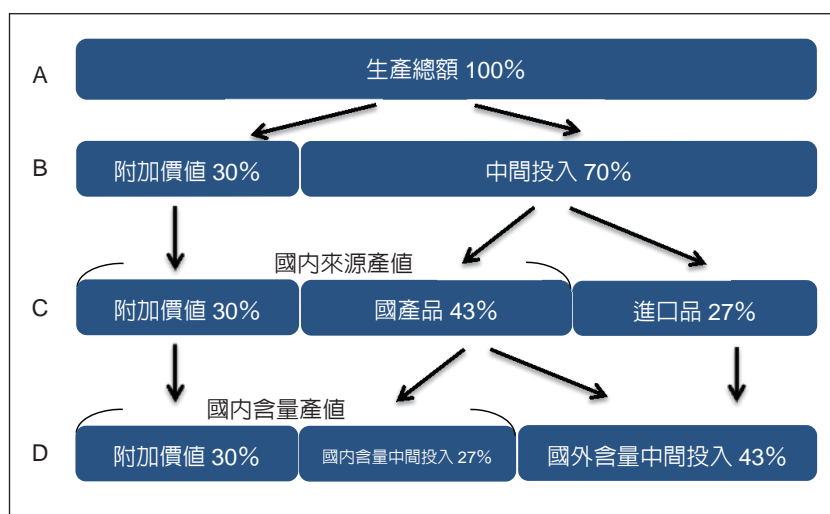 A
生產總額 100%
B
附加價值 30%
中間投入 70%
國內來源產值
C
附加價值 30%
國產品 43%
進口品 27%
國內含量產值
D
附加價值 30%
國內含量中間投入 27%
國外含量中間投入 43%